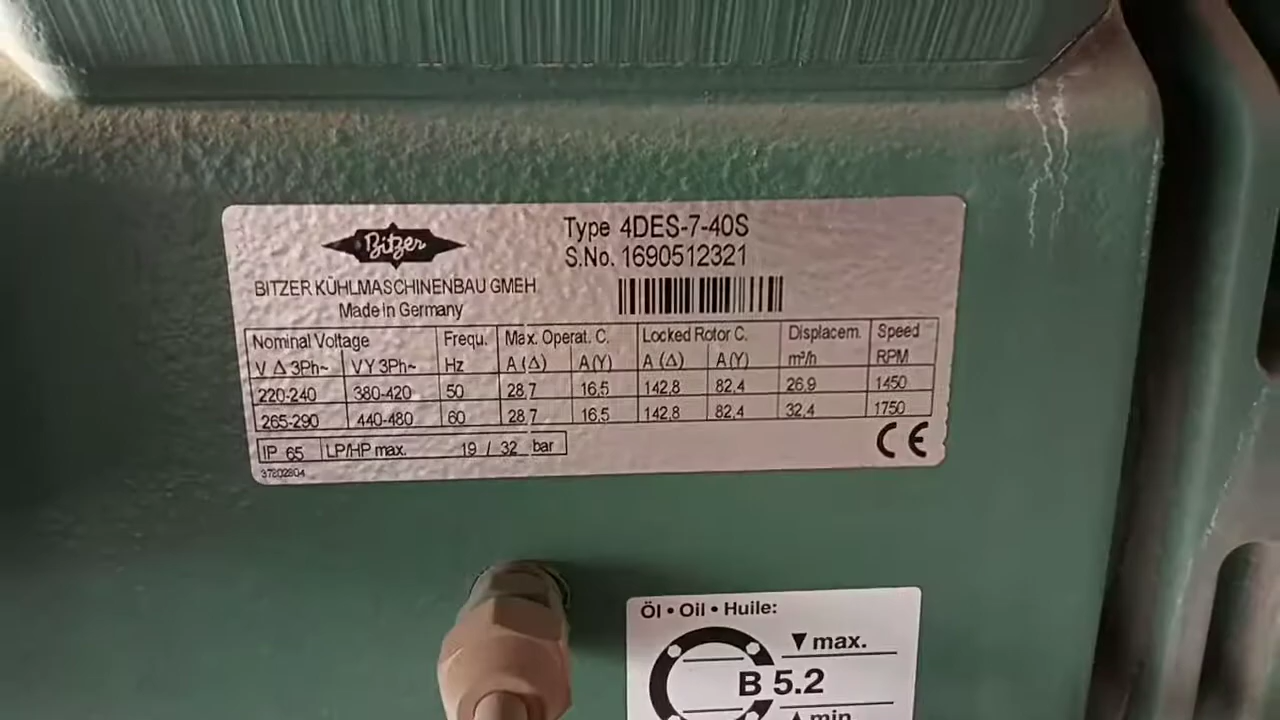 Bitzer
Type 4DES-7-40S
S.No. 1690512321
BITZER KÜHLMASCHINENBAU GMBH
Made in Germany
Nominal Voltage Frequ. Max. Operat. C. Locked Rotor C. Displacem. Speed
V Δ 3Ph~ VY 3Ph~ Hz A (Δ) A(Y) A (Δ) A(Y) m³/h RPM
220-240 380-420 50 28,7 16,5 142,8 82,4 26,9 1450
265-290 440-480 60 28,7 16,5 142,8 82,4 32,4 1750
IP 65 LP/HP max. 19 / 32 bar
CE
37802804
Öl • Oil • Huile:
▼ max.
B 5.2
▲ min